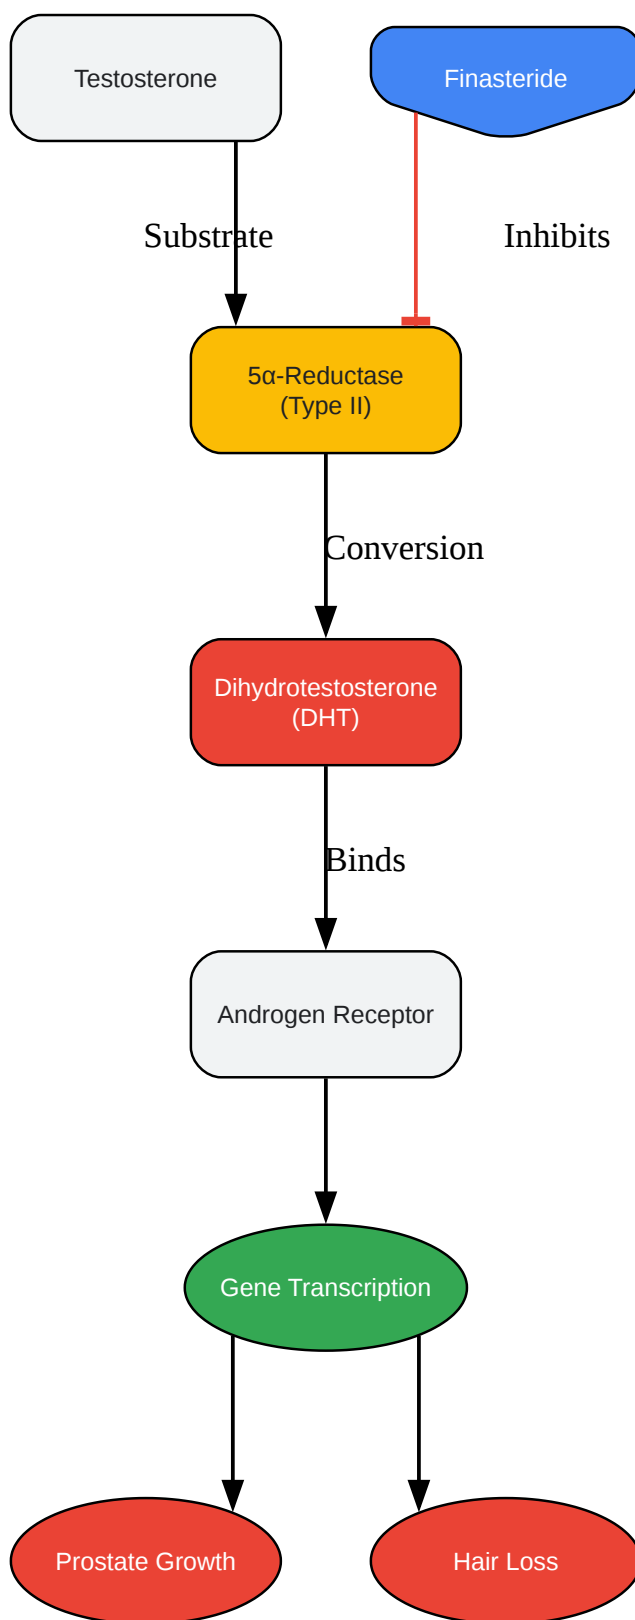 Testosterone
Finasteride
Substrate
Inhibits
5α-Reductase
(Type II)
Conversion
Dihydrotestosterone
(DHT)
Binds
Androgen Receptor
Gene Transcription
Prostate Growth
Hair Loss